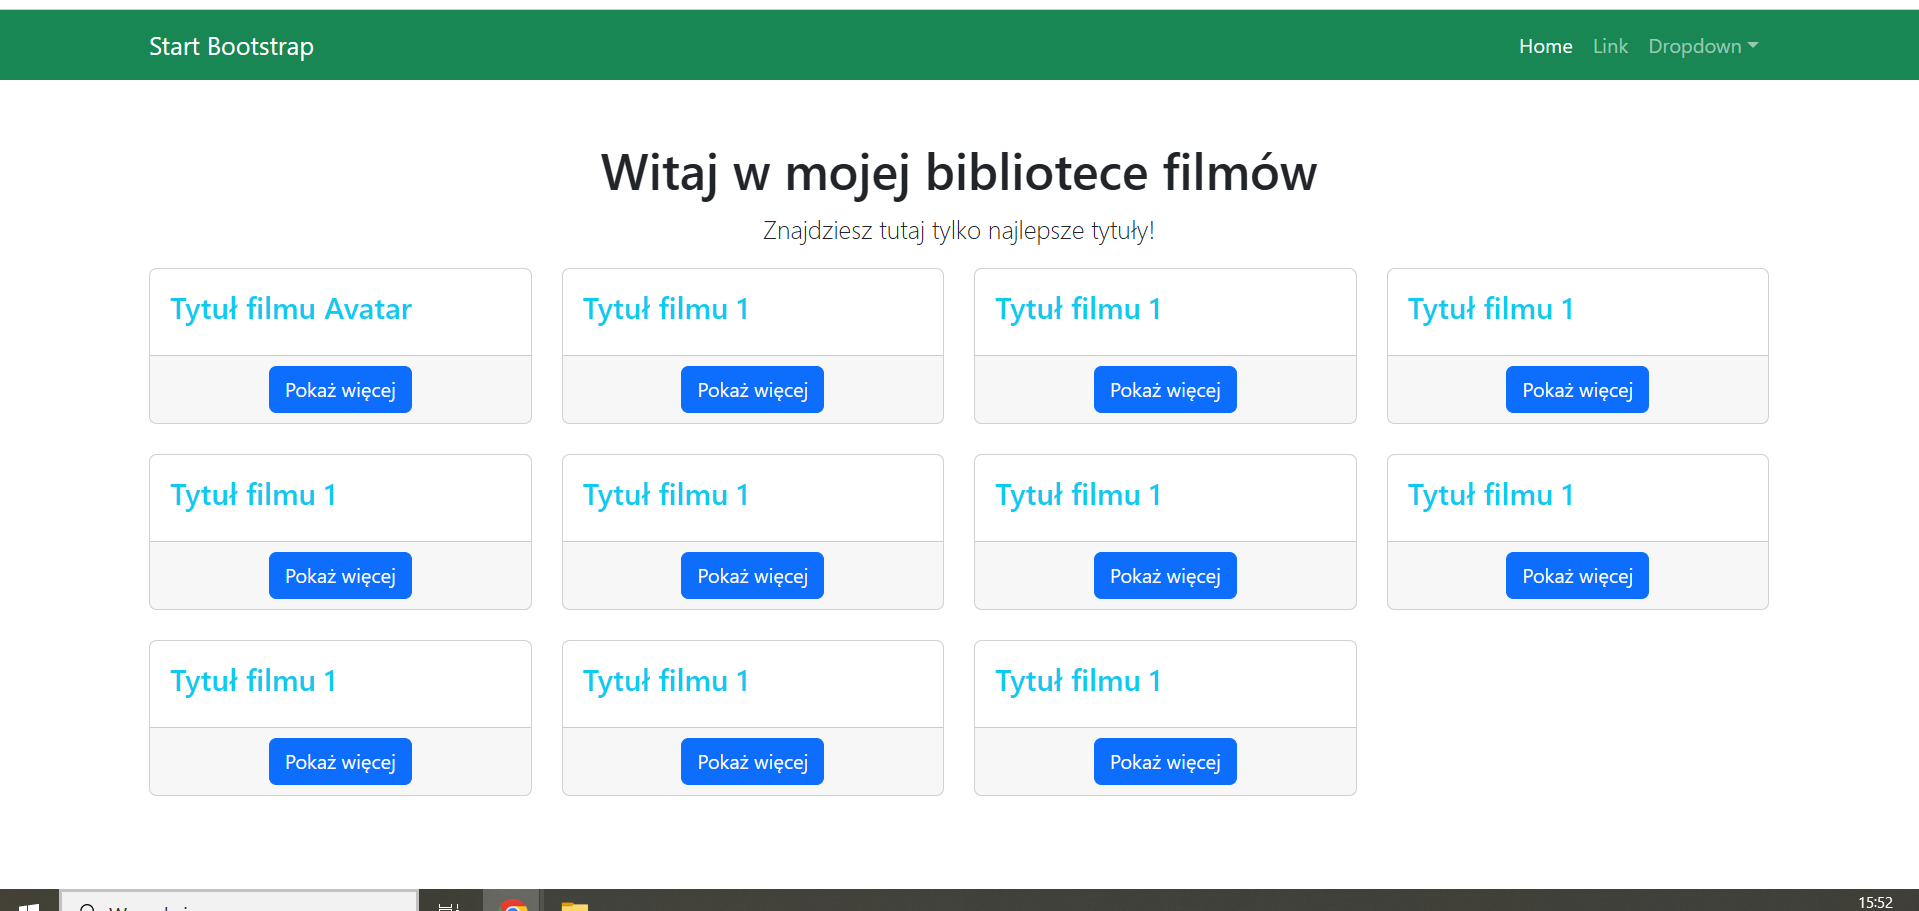 Start Bootstrap Home Link Dropdown
Witaj w mojej bibliotece filmów
Znajdziesz tutaj tylko najlepsze tytuły!
Tytuł filmu Avatar Tytuł filmu 1 Tytuł filmu 1 Tytuł filmu 1
Pokaż więcej Pokaż więcej Pokaż więcej Pokaż więcej
Tytuł filmu 1 Tytuł filmu 1 Tytuł filmu 1 Tytuł filmu 1
Pokaż więcej Pokaż więcej Pokaż więcej Pokaż więcej
Tytuł filmu 1 Tytuł filmu 1 Tytuł filmu 1
Pokaż więcej Pokaż więcej Pokaż więcej
15:52